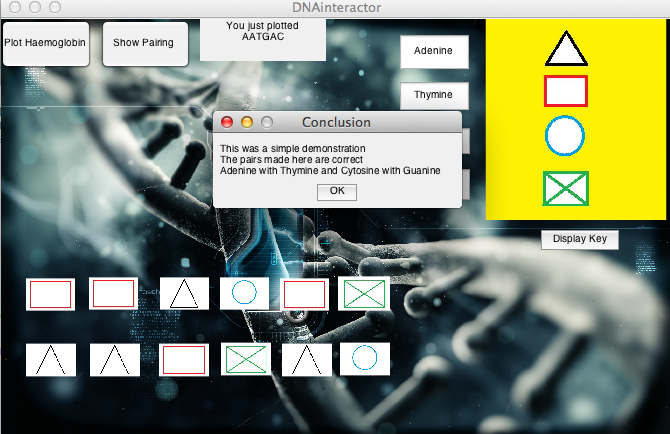 DNAinteractor
Plot Haemoglobin
Show Pairing
You just plotted
AATGAC
Adenine
Thymine
Conclusion
This was a simple demonstration
The pairs made here are correct
Adenine with Thymine and Cytosine with Guanine
OK
Display Key